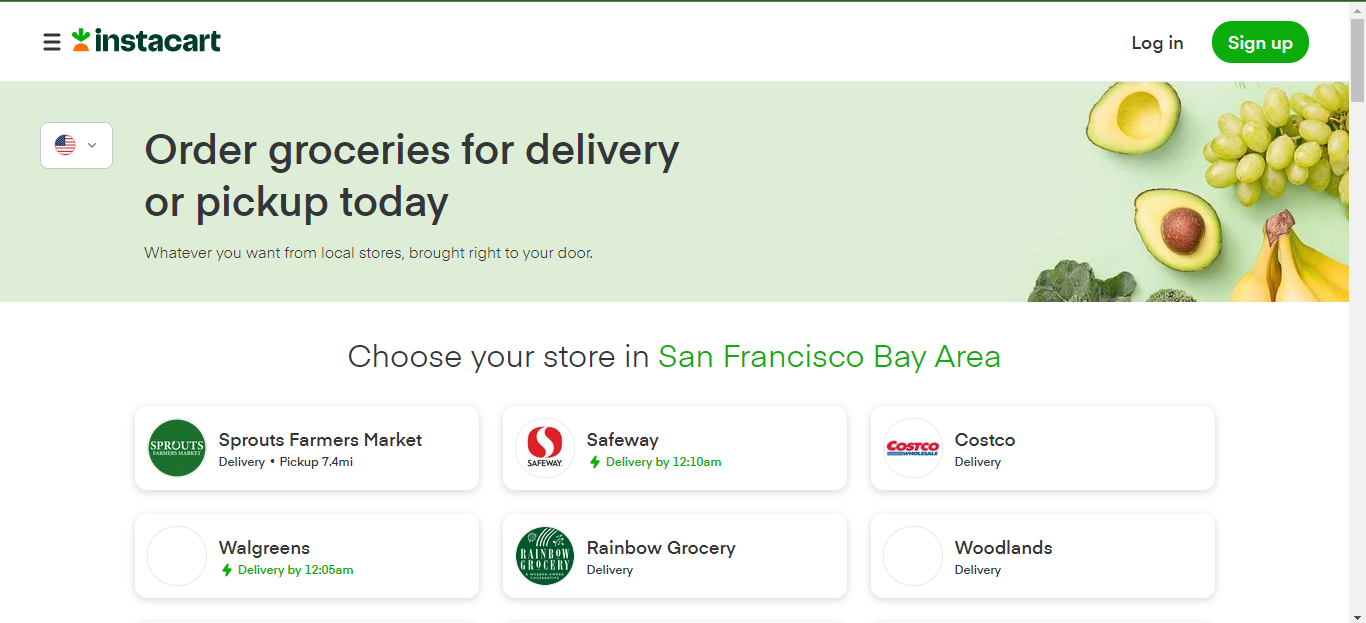 instacart
Log in
Sign up
Order groceries for delivery
or pickup today
Whatever you want from local stores, brought right to your door.
Choose your store in San Francisco Bay Area
SPROUTS
FARMERS MARKET
Sprouts Farmers Market
Delivery • Pickup 7.4mi
SAFEWAY
Safeway
Delivery by 12:10am
COSTCO
WHOLESALE
Costco
Delivery
Walgreens
Delivery by 12:05am
RAINBOW
GROCERY
A WORKER-OWNED
COOPERATIVE
Rainbow Grocery
Delivery
Woodlands
Delivery